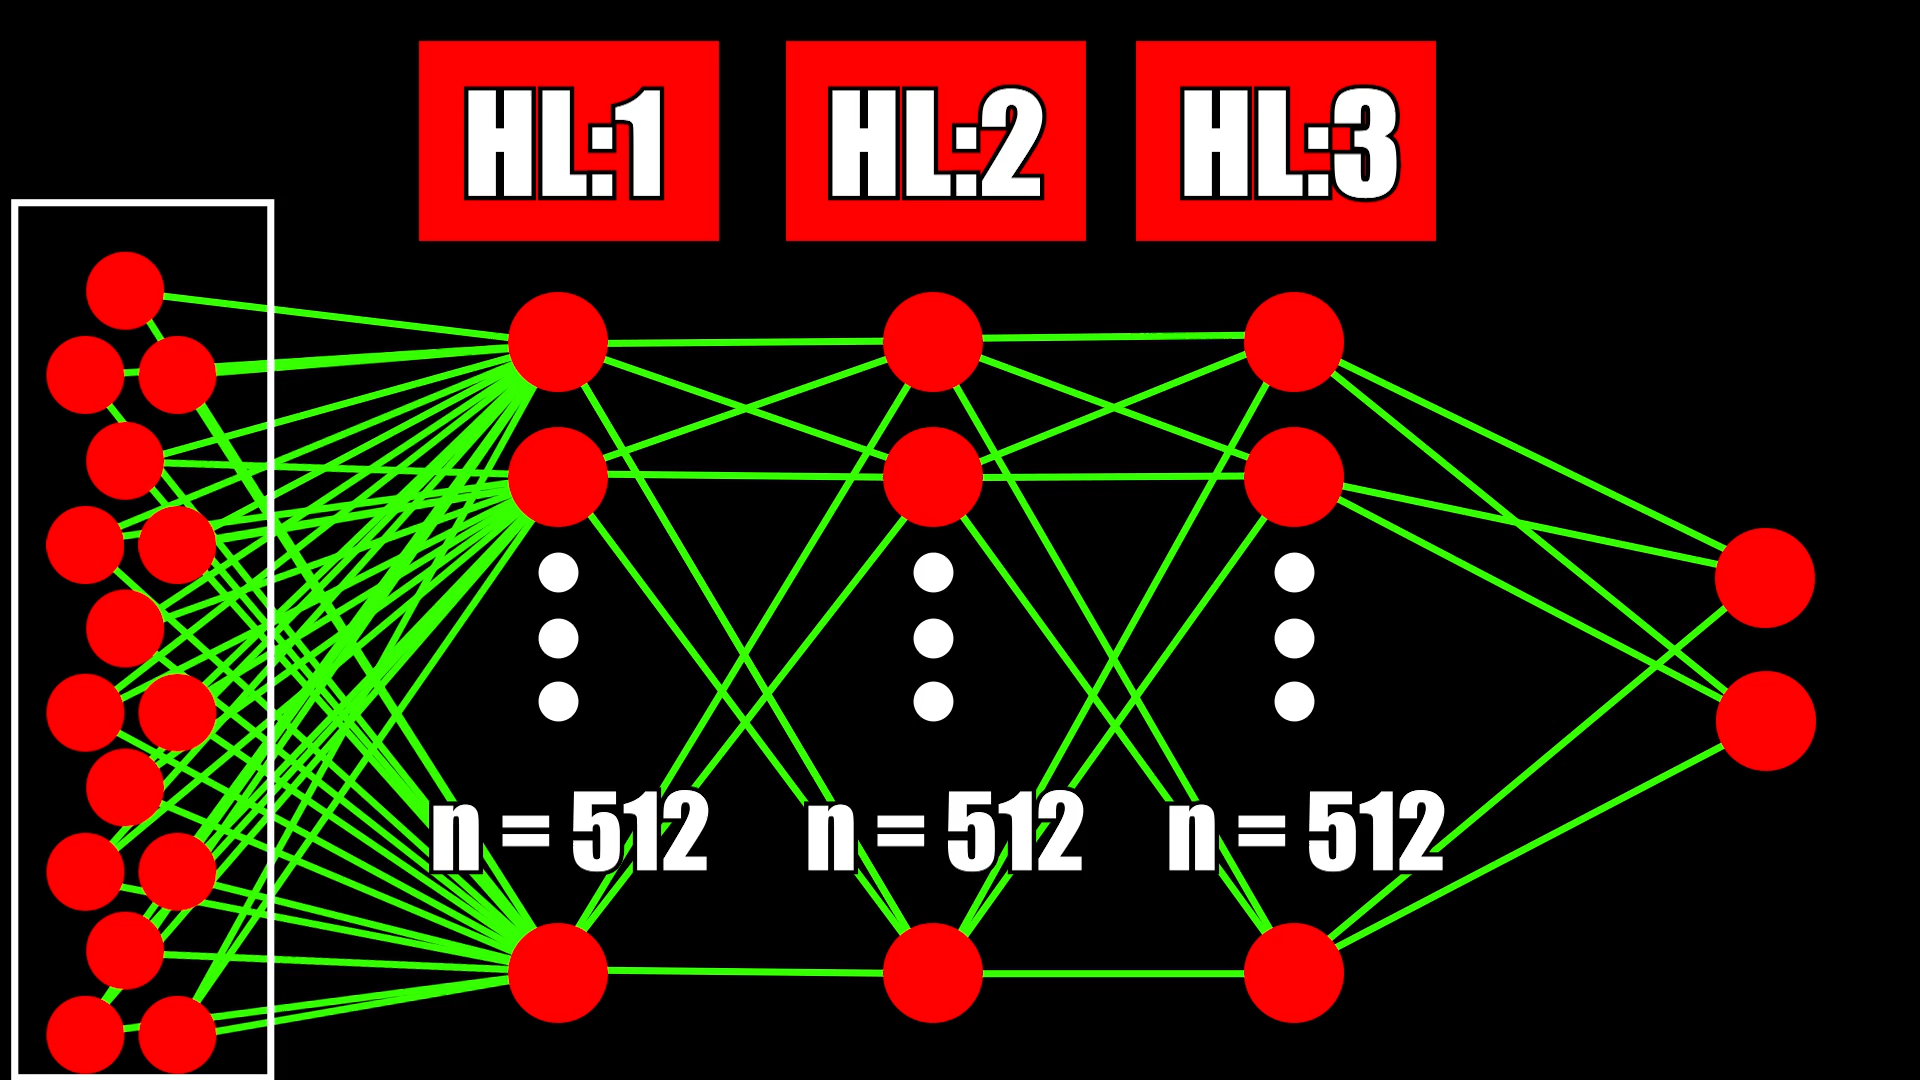 HL:1
HL:2
HL:3
n = 512
n = 512
n = 512